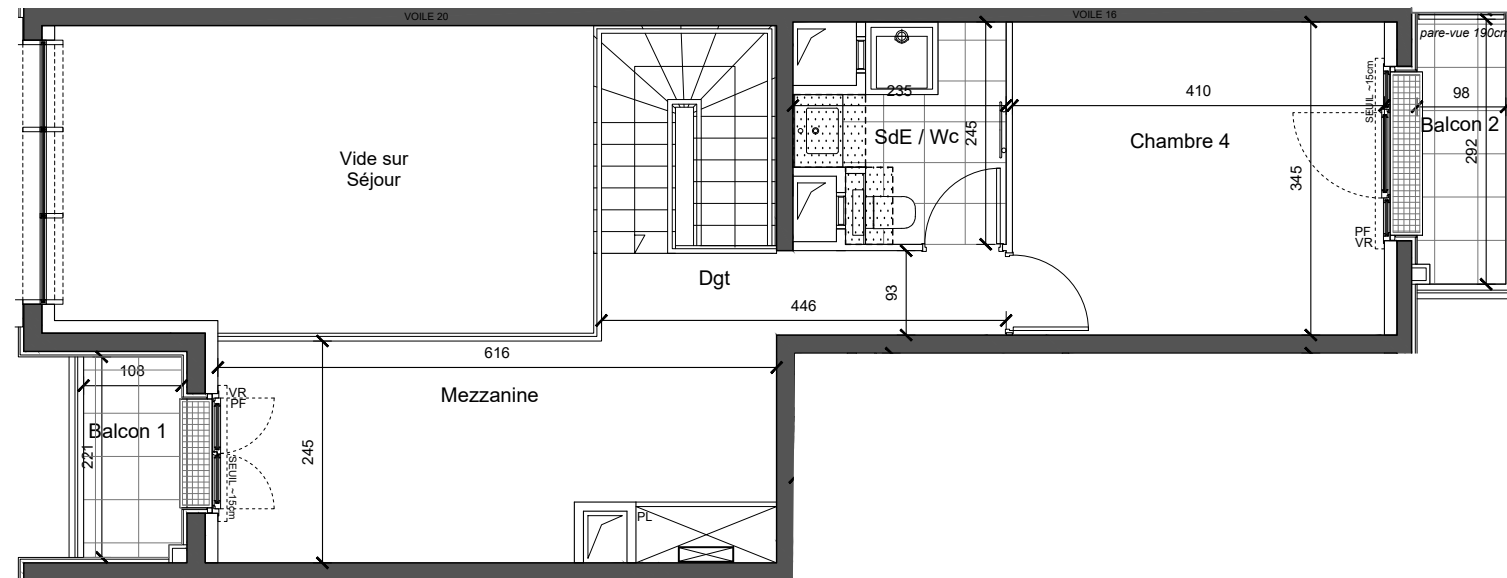 VOILE 20
VOILE 16
pare-vue 190cm
SEUIL ~15cm
235
410
98
SdE / Wc
245
Chambre 4
Balcon 2
292
Vide sur
Séjour
345
PF
VR
Dgt
93
446
616
108
VR
PF
Mezzanine
Balcon 1
221
245
SEUIL ~15cm
PL